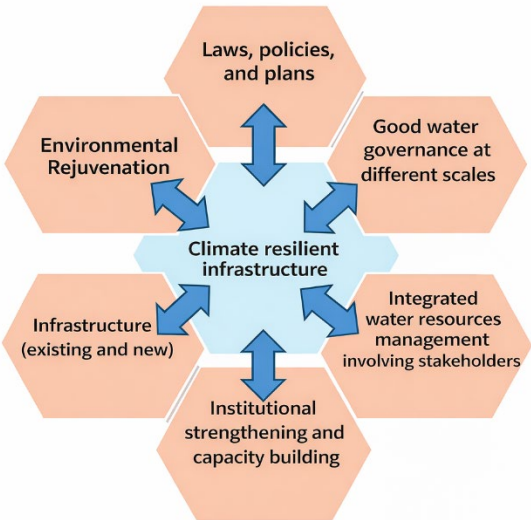 Laws, policies,
and plans
Good water
governance at
different scales
Environmental
Rejuvenation
Climate resilient
infrastructure
Integrated
water resources
management
involving stakeholders
Infrastructure
(existing and new)
Institutional
strengthening and
capacity building